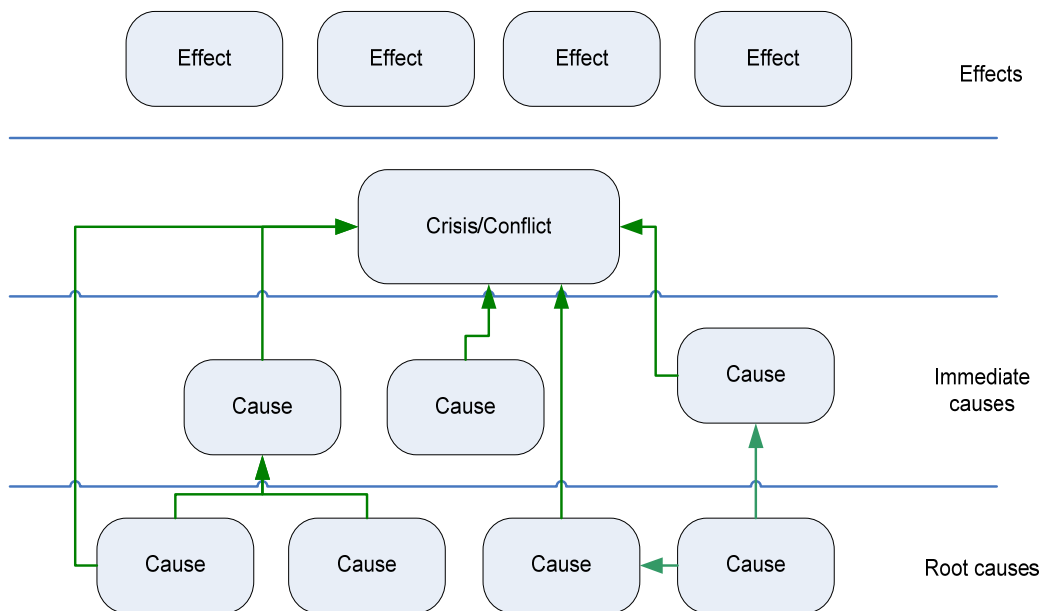 Effect
Effect
Effect
Effect
Effects
Crisis/Conflict
Cause
Cause
Cause
Immediate
causes
Cause
Cause
Cause
Cause
Root causes